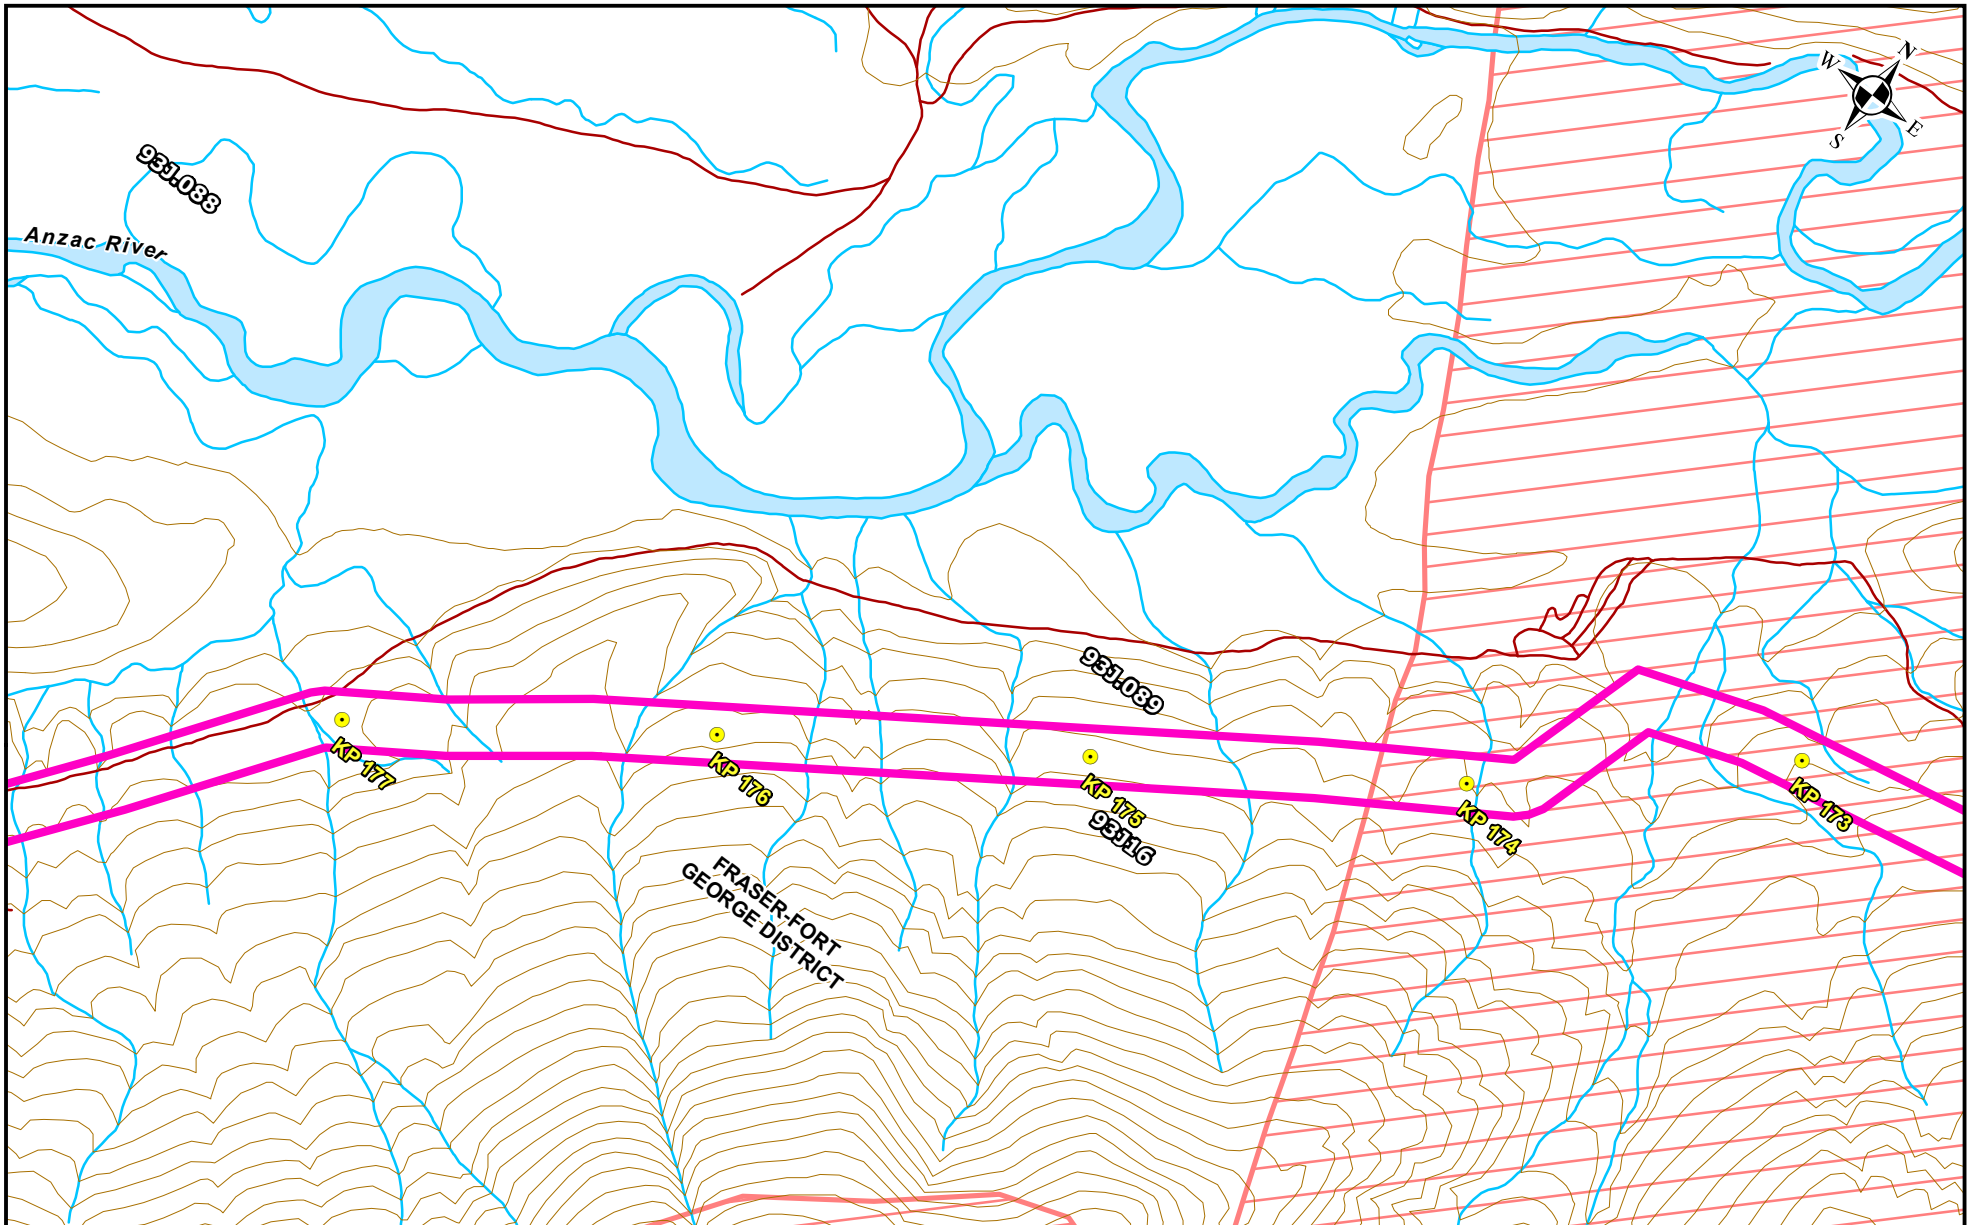 N
W
E
S
93J.088
Anzac River
93J.089
KP 177
KP 176
KP 175
KP 174
KP 173
93J16
FRASER-FORT
GEORGE DISTRICT